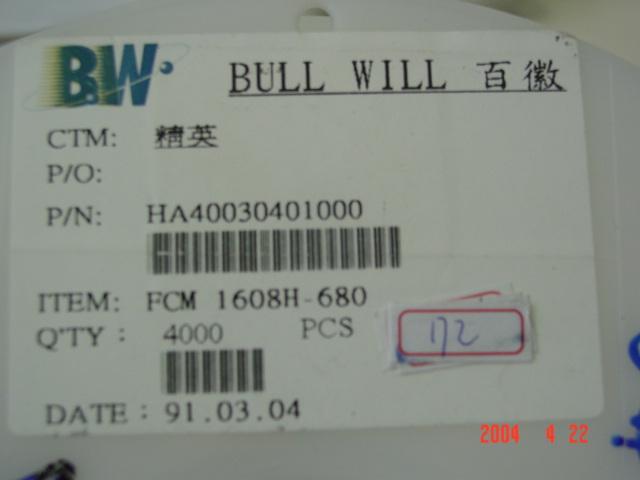 B.W BULL WILL 百徽
CTM: 精英
P/O:
P/N: HA40030401000
ITEM: FCM 1608H-680
Q'TY : 4000 PCS
172
DATE : 91.03.04
2004 4 22